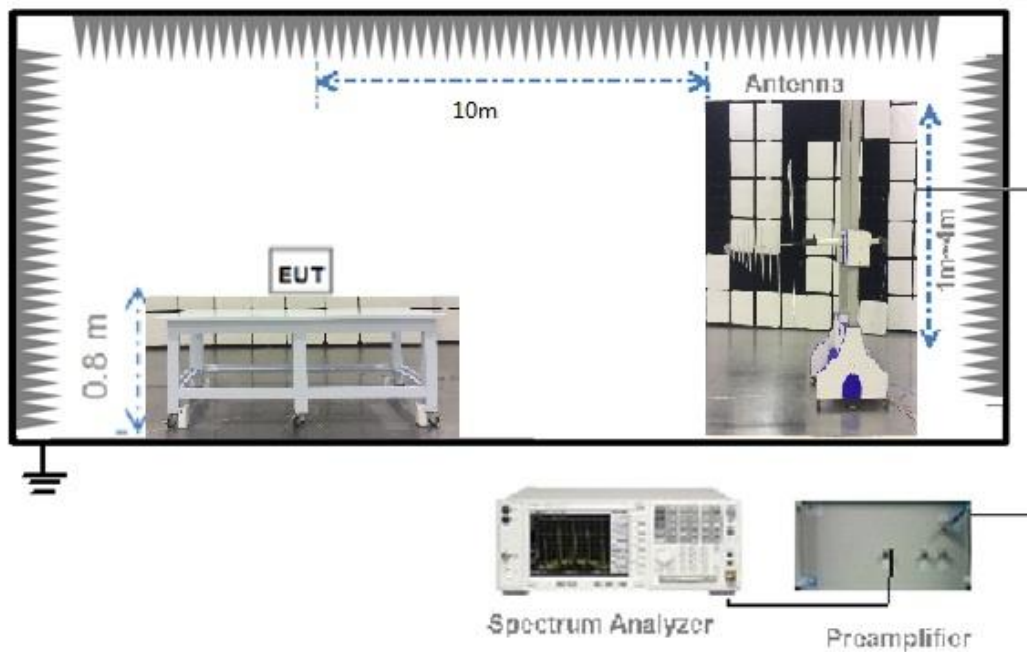 Antenna
10m
1m~4m
EUT
0.8 m
Spectrum Analyzer
Preamplifier